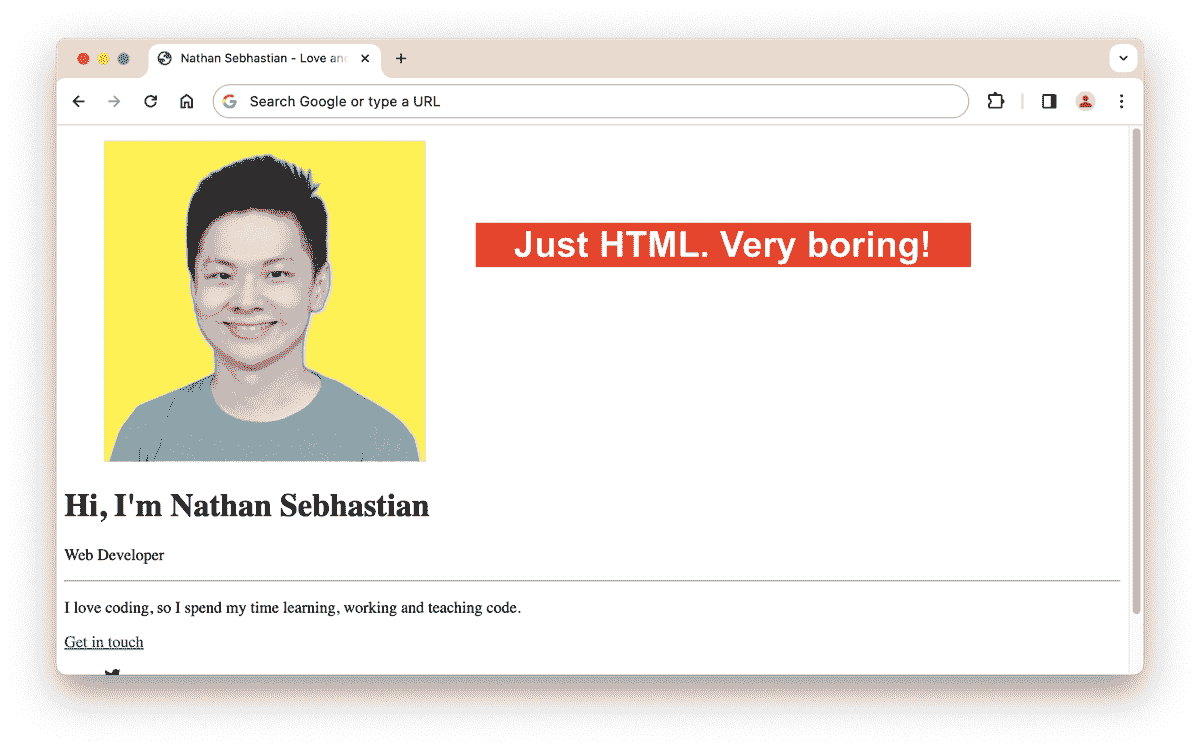 Nathan Sebhastian - Love and
Search Google or type a URL
Just HTML. Very boring!
Hi, I'm Nathan Sebhastian
Web Developer
I love coding, so I spend my time learning, working and teaching code.
Get in touch